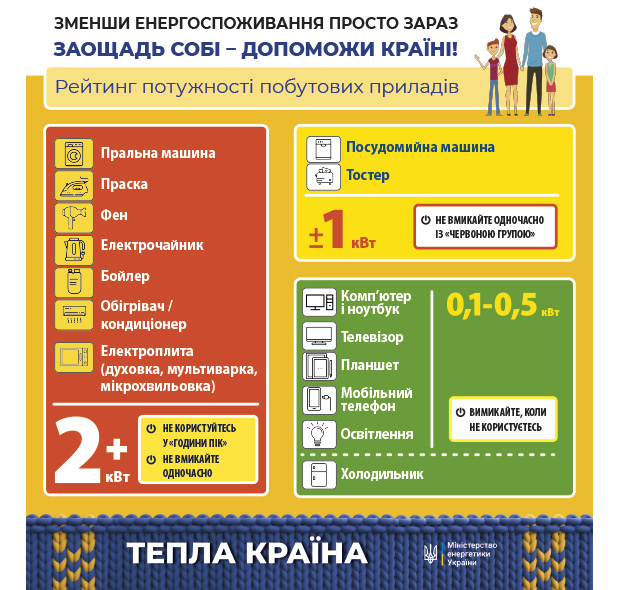 ЗМЕНШИ ЕНЕРГОСПОЖИВАННЯ ПРОСТО ЗАРАЗ
ЗАОЩАДЬ СОБІ – ДОПОМОЖИ КРАЇНІ!
Рейтинг потужності побутових приладів
Пральна машина
Праска
Фен
Електрочайник
Бойлер
Обігрівач /
кондиціонер
Електроплита
(духовка, мультиварка,
мікрохвильовка)
2+
кВт
НЕ КОРИСТУЙТЕСЬ
У «ГОДИНИ ПІК»
НЕ ВМИКАЙТЕ
ОДНОЧАСНО
Посудомийна машина
Тостер
±1 кВт
НЕ ВМИКАЙТЕ ОДНОЧАСНО
ІЗ «ЧЕРВОНОЮ ГРУПОЮ»
Комп’ютер
і ноутбук
Телевізор
Планшет
Мобільний
телефон
Освітлення
Холодильник
0,1-0,5 кВт
ВИМИКАЙТЕ, КОЛИ
НЕ КОРИСТУЄТЕСЬ
ТЕПЛА КРАЇНА
Міністерство
енергетики
України